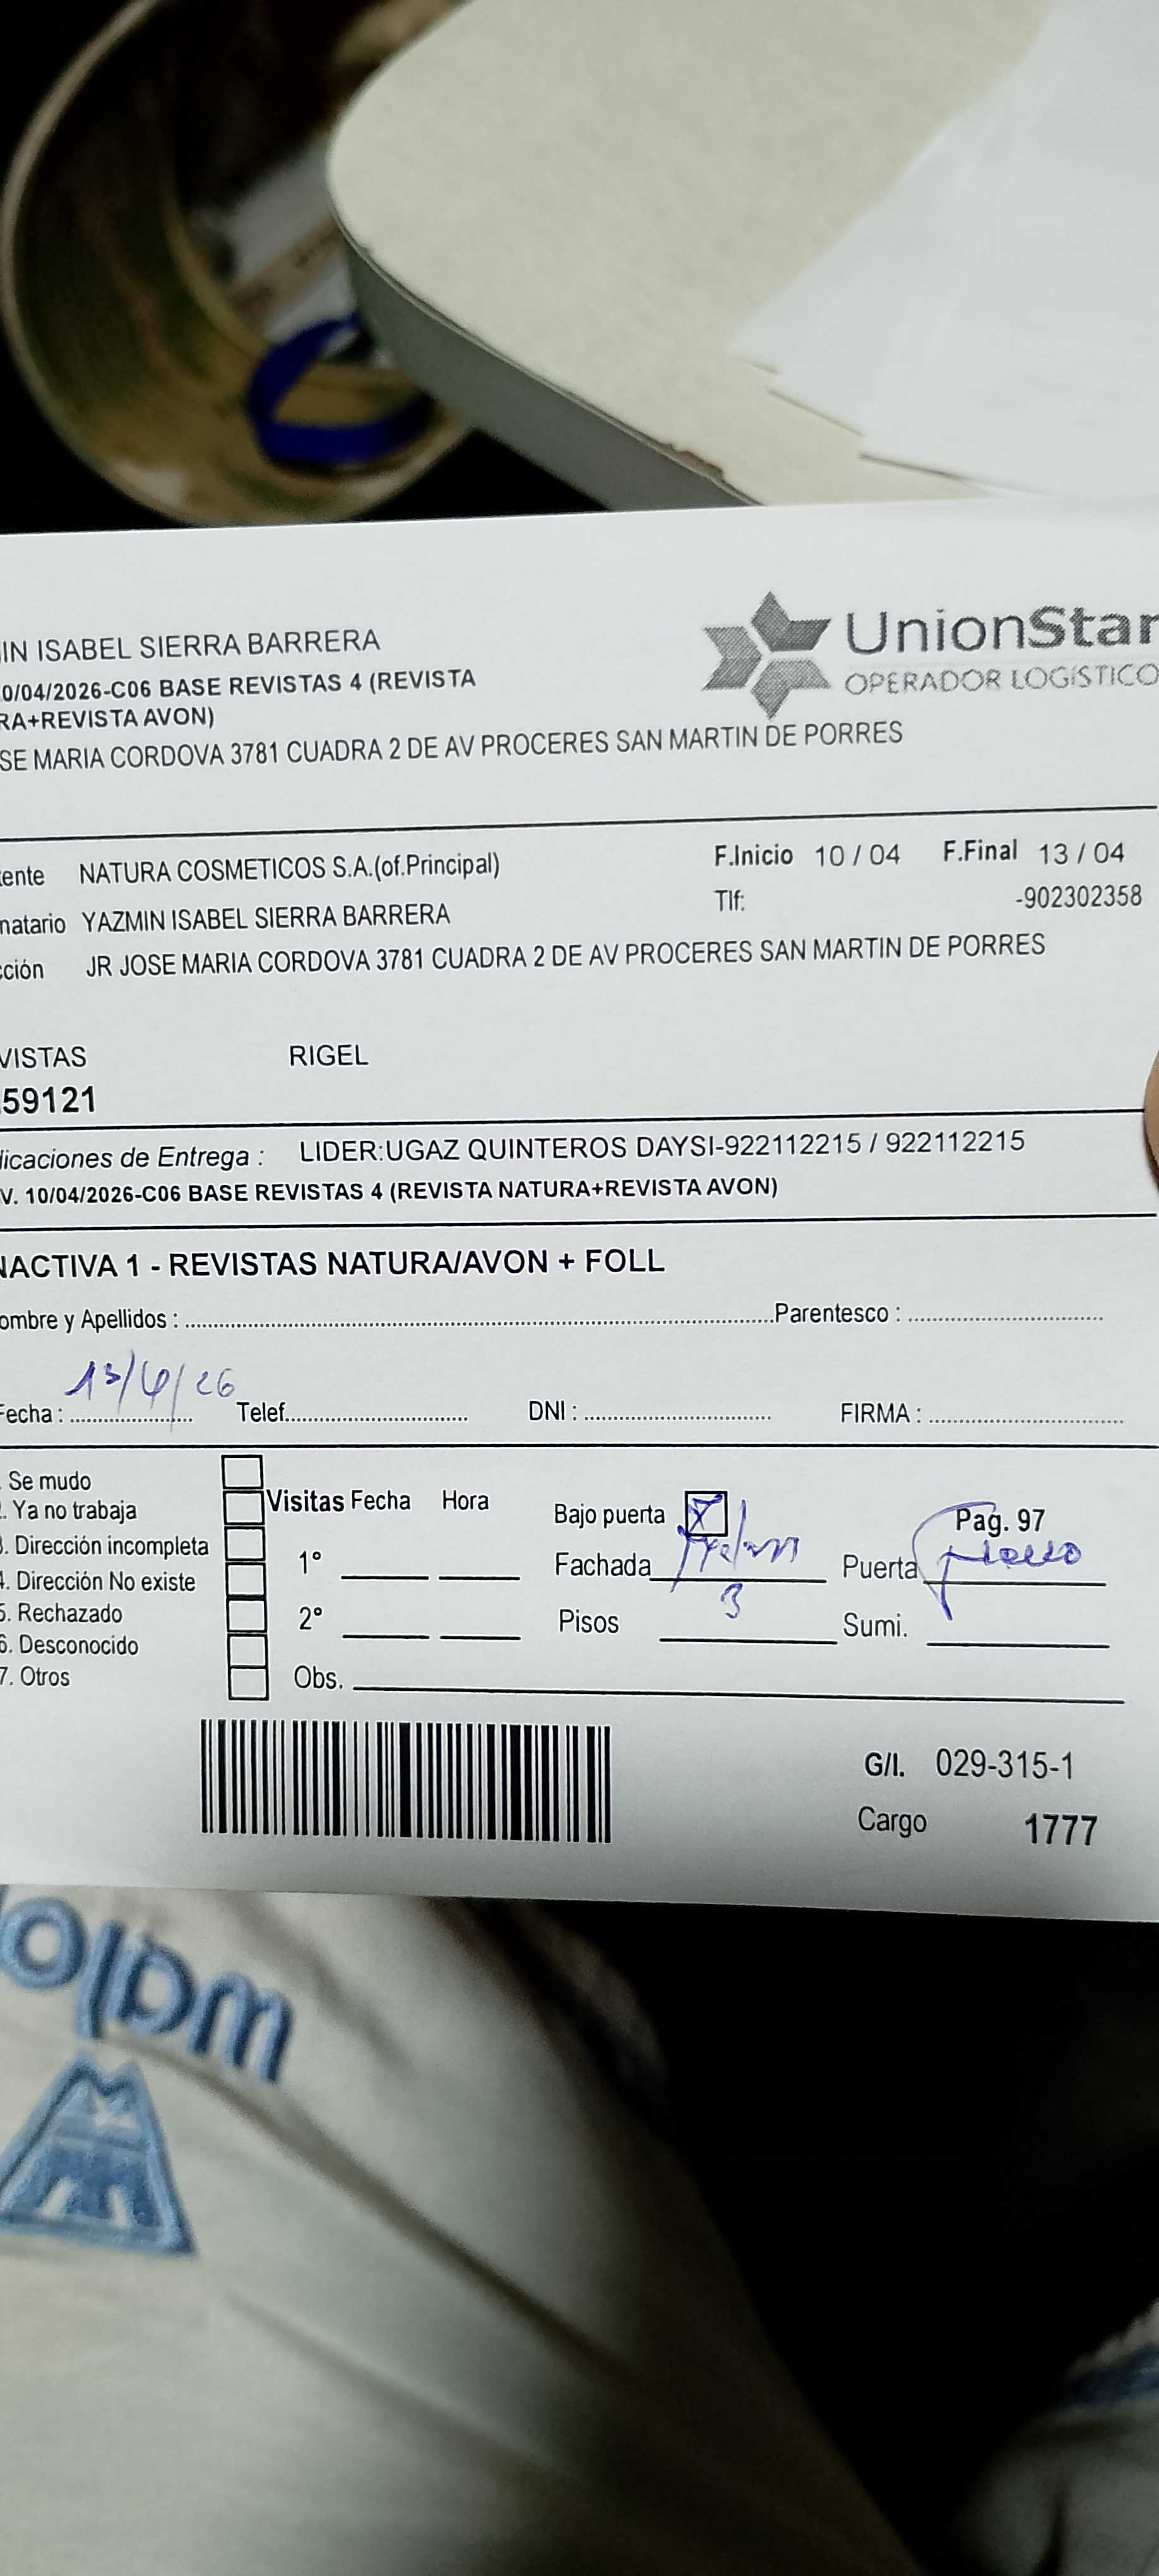 IN ISABEL SIERRA BARRERA
0/04/2026-C06 BASE REVISTAS 4 (REVISTA
RA+REVISTA AVON)
SE MARIA CORDOVA 3781 CUADRA 2 DE AV PROCERES SAN MARTIN DE PORRES
UnionStar
OPERADOR LOGÍSTICO
ente NATURA COSMETICOS S.A.(of.Principal)
F.Inicio 10 / 04 F.Final 13 / 04
natario YAZMIN ISABEL SIERRA BARRERA
Tlf: -902302358
cción JR JOSE MARIA CORDOVA 3781 CUADRA 2 DE AV PROCERES SAN MARTIN DE PORRES
VISTAS RIGEL
59121
licaciones de Entrega : LIDER:UGAZ QUINTEROS DAYSI-922112215 / 922112215
V. 10/04/2026-C06 BASE REVISTAS 4 (REVISTA NATURA+REVISTA AVON)
NACTIVA 1 - REVISTAS NATURA/AVON + FOLL
ombre y Apellidos : Parentesco :
Fecha : 13/4/26 Telef. DNI : FIRMA :
. Se mudo
2. Ya no trabaja
3. Dirección incompleta
4. Dirección No existe
5. Rechazado
6. Desconocido
7. Otros
Visitas Fecha Hora
1°
2°
Obs.
Bajo puerta X
Pag. 97
Fachada
Puerta
Pisos 3
Sumi.
G/I. 029-315-1
Cargo 1777